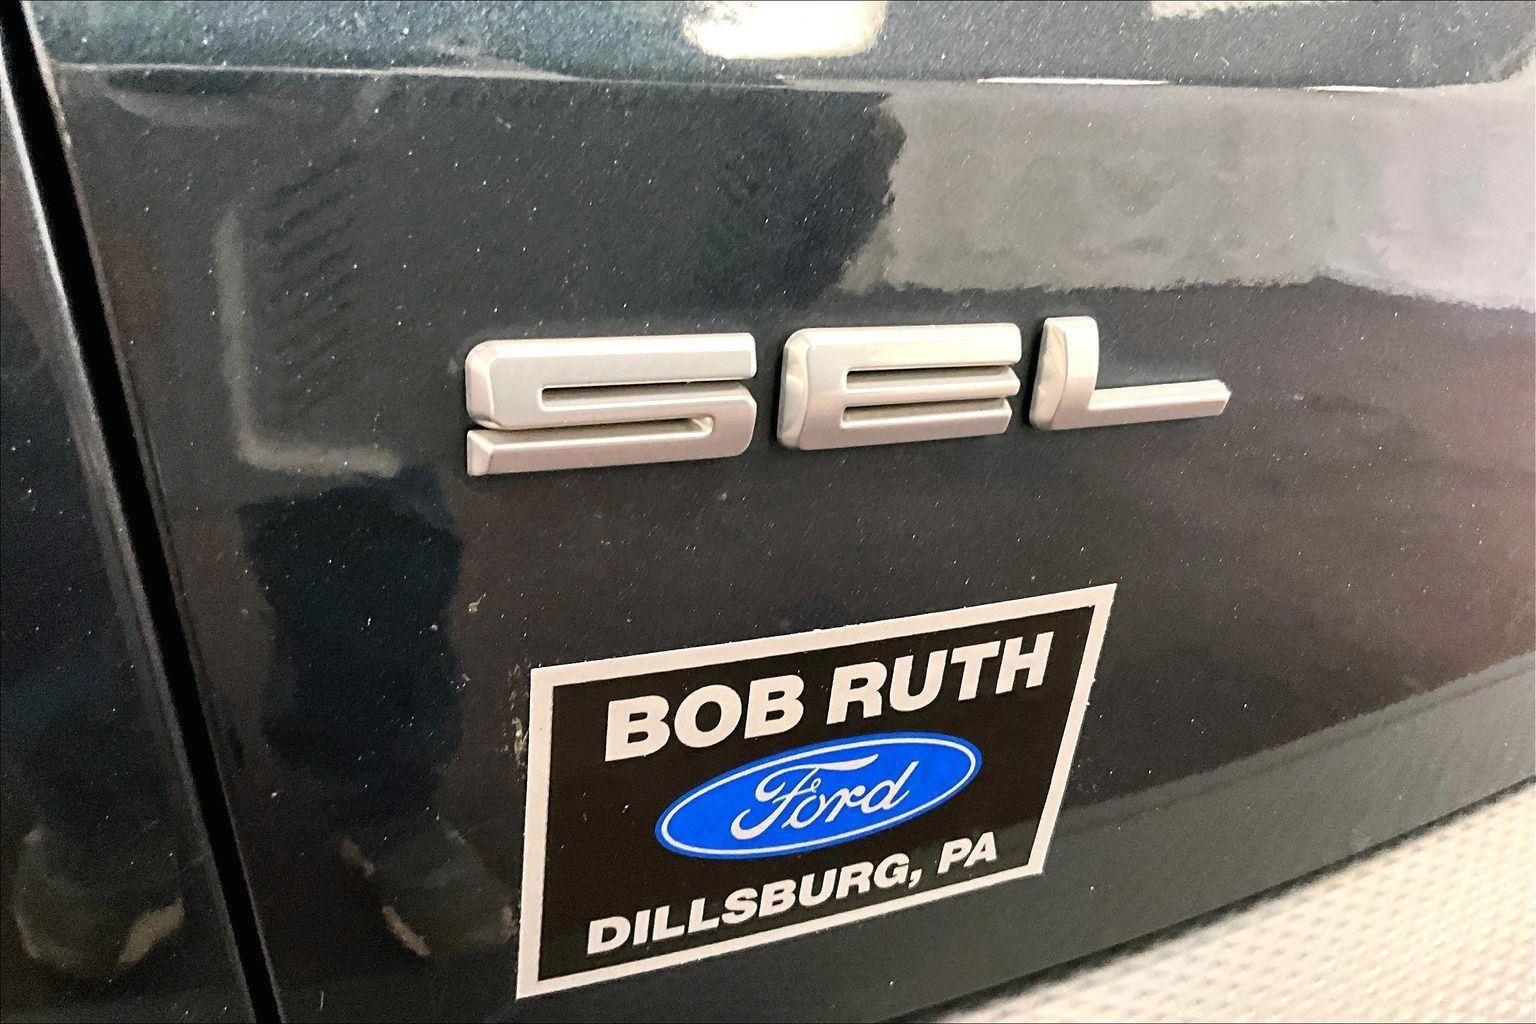 SEL
BOB RUTH
Ford
DILLSBURG, PA